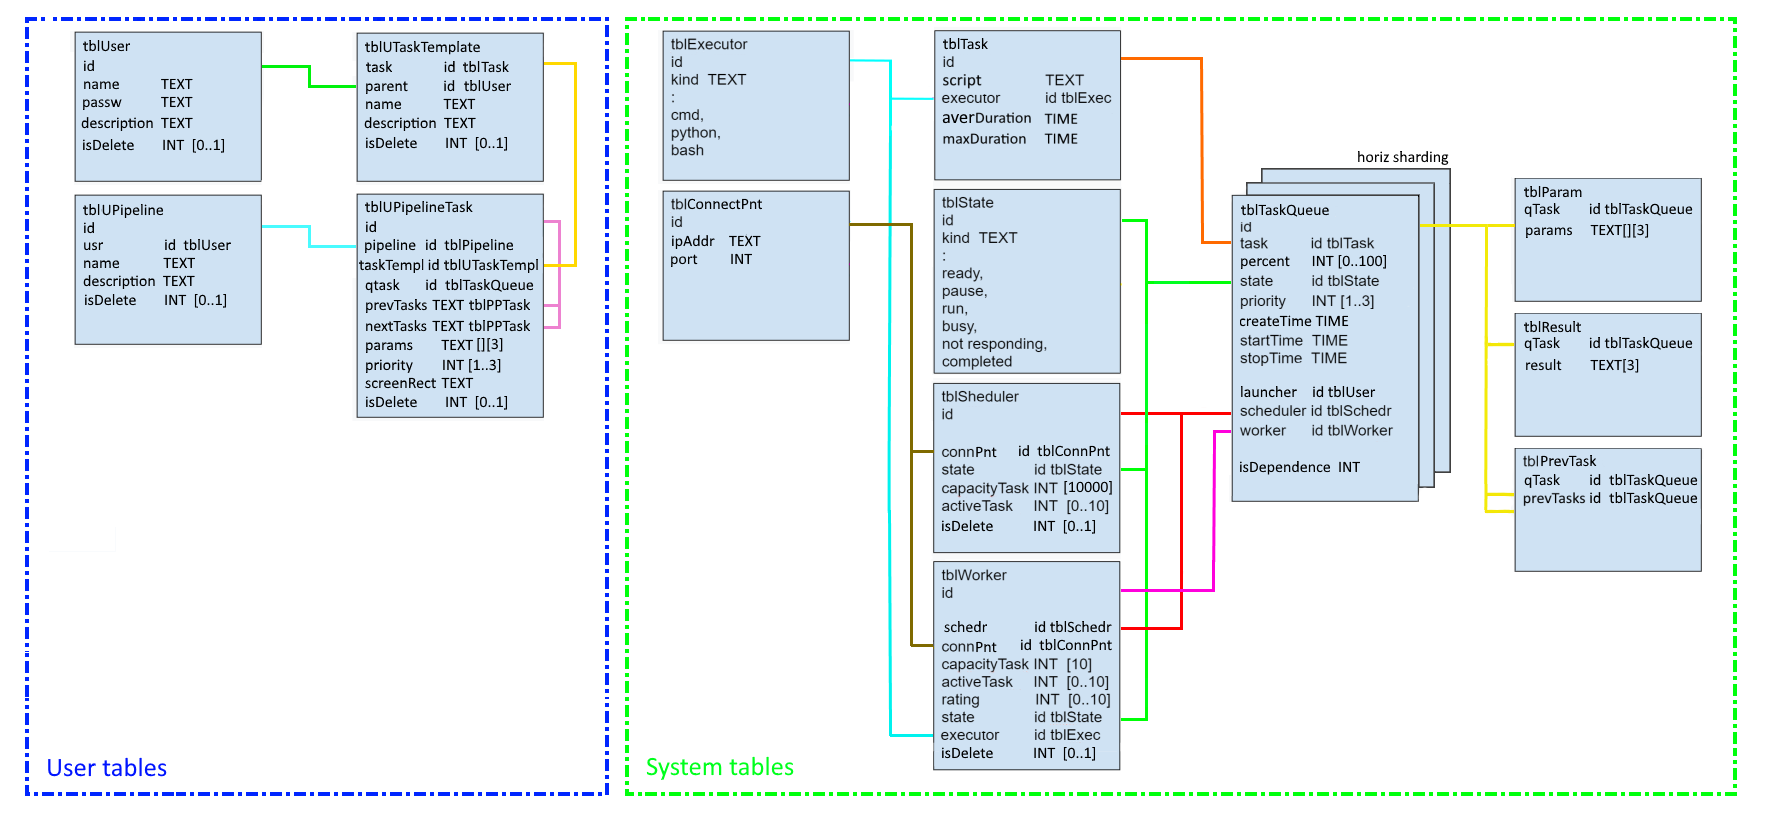 tblUser
id
name TEXT
passw TEXT
description TEXT
isDelete INT [0..1]
tblUTaskTemplate
task id tblTask
parent id tblUser
name TEXT
description TEXT
isDelete INT [0..1]
tblUPipeline
id
usr id tblUser
name TEXT
description TEXT
isDelete INT [0..1]
tblUPipelineTask
id
pipeline id tblPipeline
taskTempl id tblUTaskTempl
qtask id tblTaskQueue
prevTasks TEXT tblPPTask
nextTasks TEXT tblPPTask
params TEXT [][3]
priority INT [1..3]
screenRect TEXT
isDelete INT [0..1]
User tables
tblExecutor
id
kind TEXT
:
cmd,
python,
bash
tblConnectPnt
id
ipAddr TEXT
port INT
tblTask
id
script TEXT
executor id tblExec
averDuration TIME
maxDuration TIME
tblState
id
kind TEXT
:
ready,
pause,
run,
busy,
not responding,
completed
tblSheduler
id
connPnt id tblConnPnt
state id tblState
capacityTask INT [10000]
activeTask INT [0..10]
isDelete INT [0..1]
tblWorker
id
schedr id tblSchedr
connPnt id tblConnPnt
capacityTask INT [10]
activeTask INT [0..10]
rating INT [0..10]
state id tblState
executor id tblExec
isDelete INT [0..1]
horiz sharding
tblTaskQueue
id
task id tblTask
percent INT [0..100]
state id tblState
priority INT [1..3]
createTime TIME
startTime TIME
stopTime TIME
launcher id tblUser
scheduler id tblSchedr
worker id tblWorker
isDependence INT
tblParam
qTask id tblTaskQueue
params TEXT[][3]
tblResult
qTask id tblTaskQueue
result TEXT[3]
tblPrevTask
qTask id tblTaskQueue
prevTasks id tblTaskQueue
System tables